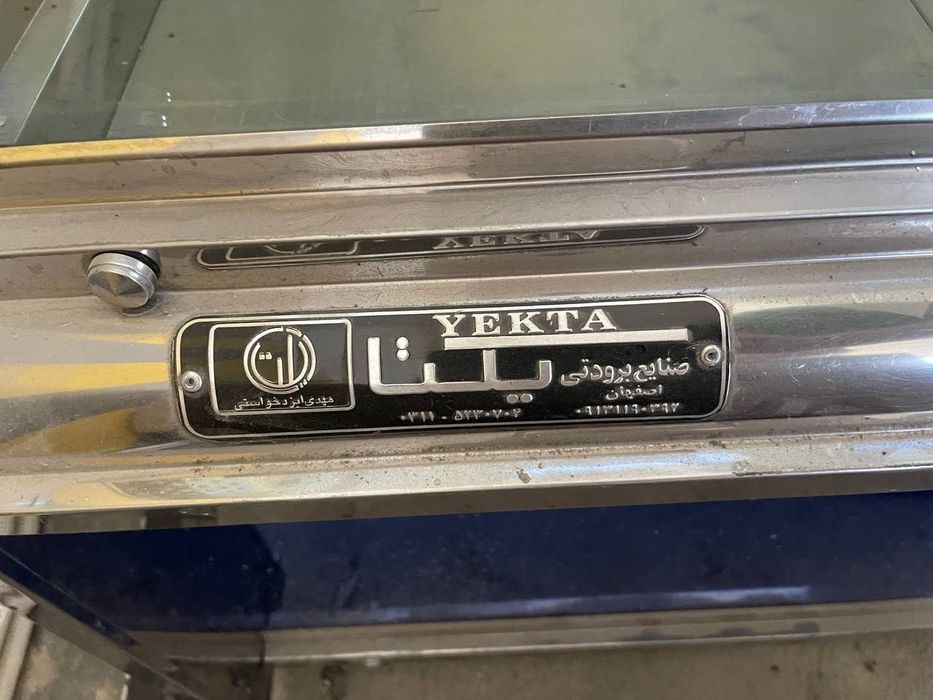 YEKTA
یکتا
صنایع برودتی
اصفهان
۰۳۱۱ - ۵۲۳۰۷۰۲
۰۹۱۳۱۱۹۰۳۹۲
مهدی ایزدخواستی